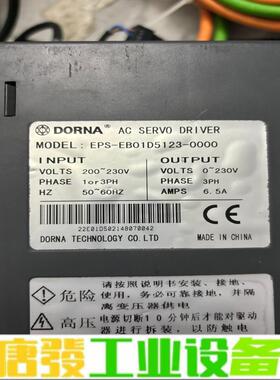 DORNA AC SERVO DRIVER
MODEL: EPS-EB01D5123-0000
INPUT
VOLTS 200~230V
PHASE 1or3PH
HZ 50~60HZ
OUTPUT
VOLTS 0~230V
PHASE 3PH
AMPS 6.5A
22E01D502148070042
DORNA TECHNOLOGY CO.LTD
CE
MADE IN CHINA
危险
请按照说明书安装、接地、
使用,务必可靠接地,并隔
离变压器供电
高压
电源切断10分钟后才能对驱动
器进行拆装,以防触电
唐發工业设备